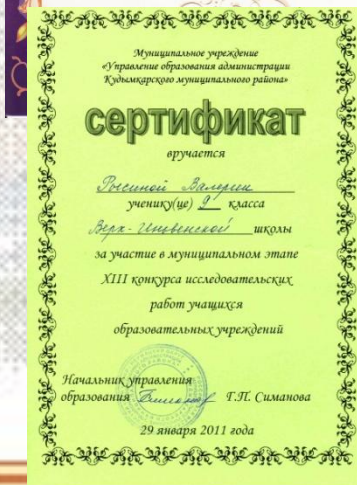 Муниципальное учреждение
«Управление образования администрации
Кудымкарского муниципального района»
сертификат
вручается
Валерии
ученику(це) 9 класса
Верх-Иньвенской школы
за участие в муниципальном этапе
XIII конкурса исследовательских
работ учащихся
образовательных учреждений
Начальник управления
образования Г.П. Симанова
29 января 2011 года